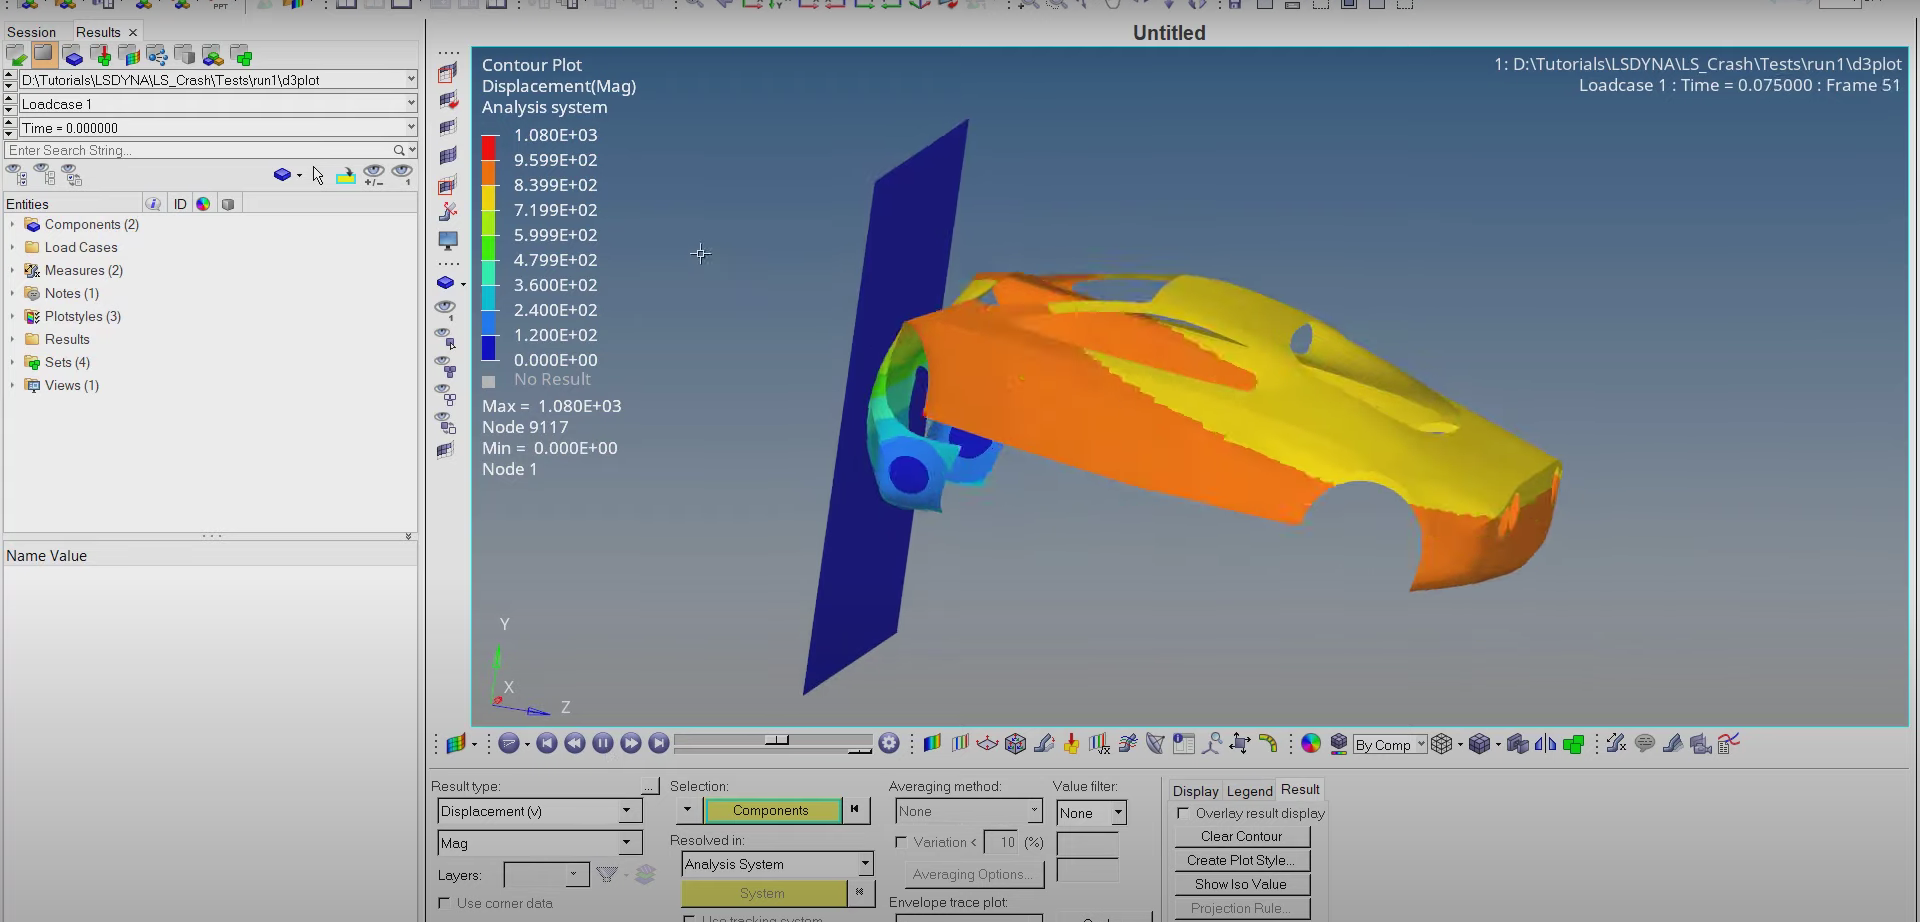 PPT
Session
Results
D:\Tutorials\LSDYNA\LS_Crash\Tests\run1\d3plot
Loadcase 1
Time = 0.000000
Enter Search String...
Entities
ID
Components (2)
Load Cases
Measures (2)
Notes (1)
Plotstyles (3)
Results
Sets (4)
Views (1)
Name Value
Untitled
Contour Plot
Displacement(Mag)
Analysis system
1.080E+03
9.599E+02
8.399E+02
7.199E+02
5.999E+02
4.799E+02
3.600E+02
2.400E+02
1.200E+02
0.000E+00
No Result
Max = 1.080E+03
Node 9117
Min = 0.000E+00
Node 1
1: D:\Tutorials\LSDYNA\LS_Crash\Tests\run1\d3plot
Loadcase 1 : Time = 0.075000 : Frame 51
Y
X
Z
By Comp
Result type:
...
Displacement (v)
Mag
Layers:
Use corner data
Selection:
Components
Resolved in:
Analysis System
System
Use tracking system
Averaging method:
None
Variation <
10
(%)
Averaging Options...
Envelope trace plot:
Value filter:
None
Display
Legend
Result
Overlay result display
Clear Contour
Create Plot Style...
Show Iso Value
Projection Rule...